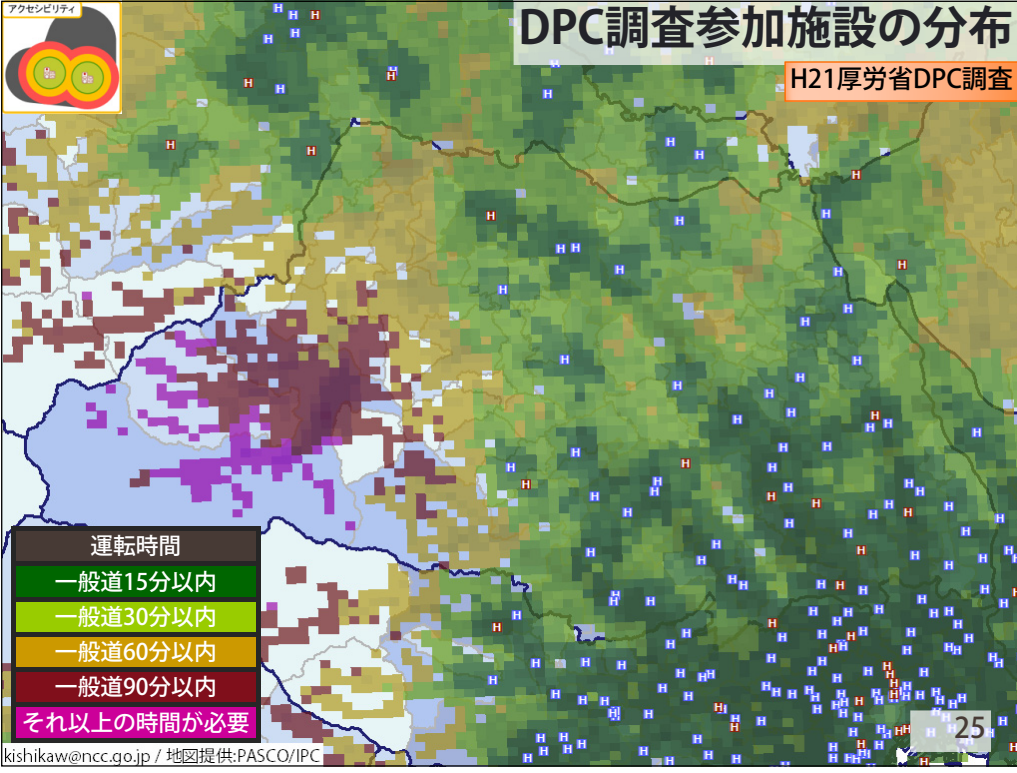 アクセシビリティ
DPC調査参加施設の分布
H21厚労省DPC調査
運転時間
一般道15分以内
一般道30分以内
一般道60分以内
一般道90分以内
それ以上の時間が必要
25
kishikaw@ncc.go.jp / 地図提供:PASCO/IPC